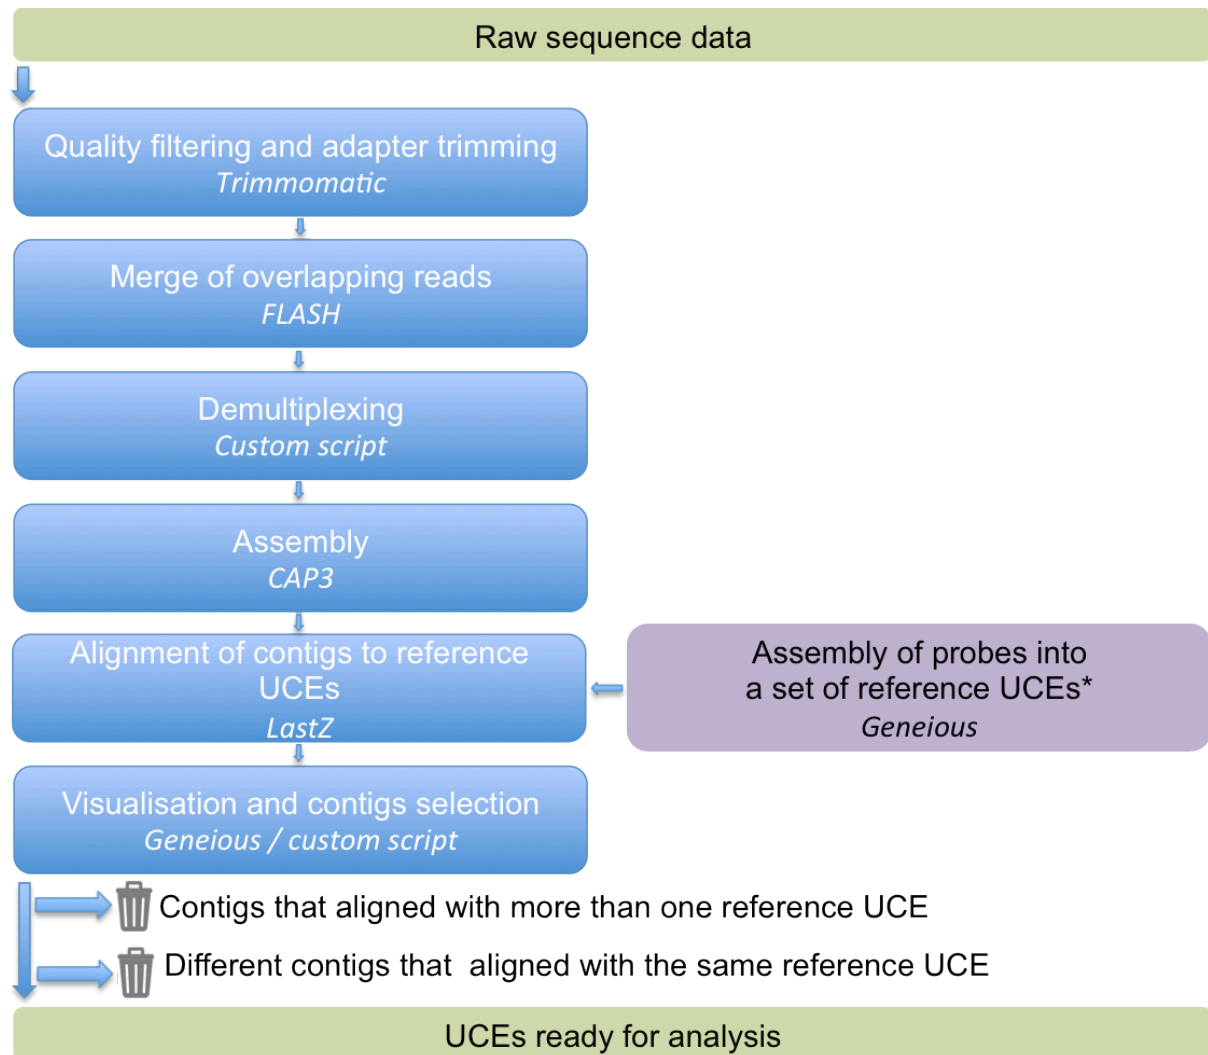 Raw sequence data
Quality filtering and adapter trimming
Trimmomatic
Merge of overlapping reads
FLASH
Demultiplexing
Custom script
Assembly
CAP3
Alignment of contigs to reference
UCEs
LastZ
Assembly of probes into
a set of reference UCEs*
Geneious
Visualisation and contigs selection
Geneious / custom script
Contigs that aligned with more than one reference UCE
Different contigs that aligned with the same reference UCE
UCEs ready for analysis